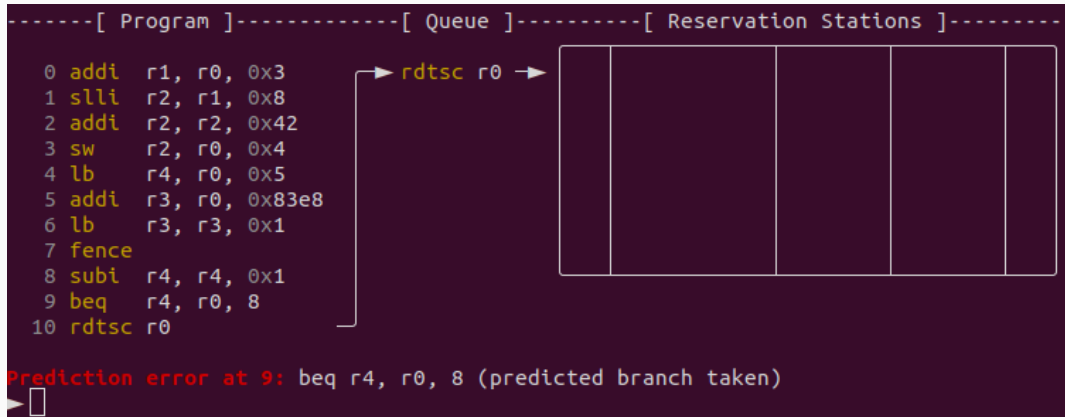 -------[ Program ]--------------[ Queue ]----------[ Reservation Stations ]---------
0 addi r1, r0, 0x3
rdtsc r0
1 slli r2, r1, 0x8
2 addi r2, r2, 0x42
3 sw r2, r0, 0x4
4 lb r4, r0, 0x5
5 addi r3, r0, 0x83e8
6 lb r3, r3, 0x1
7 fence
8 subi r4, r4, 0x1
9 beq r4, r0, 8
10 rdtsc r0
Prediction error at 9: beq r4, r0, 8 (predicted branch taken)